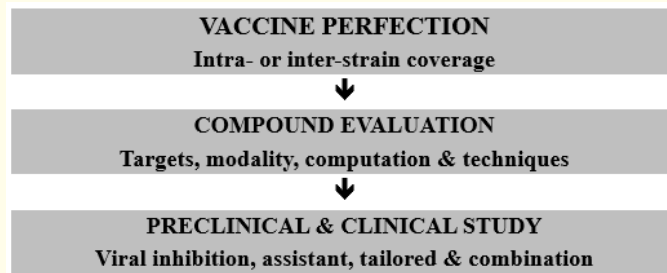 VACCINE PERFECTION
Intra- or inter-strain coverage
COMPOUND EVALUATION
Targets, modality, computation & techniques
PRECLINICAL & CLINICAL STUDY
Viral inhibition, assistant, tailored & combination